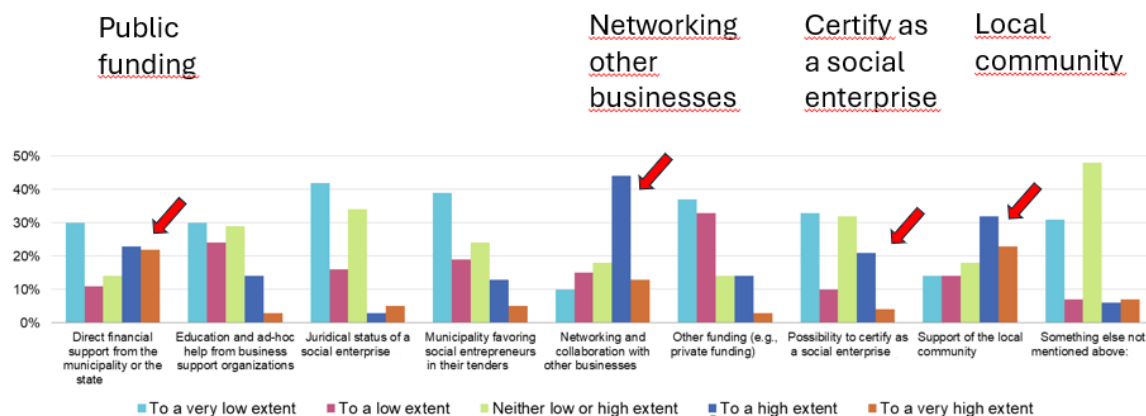 Public
funding
Networking
other
businesses
Certify as
a social
enterprise
Local
community
50%
40%
30%
20%
10%
0%
Direct financial
support from the
municipality or the
state
Education and ad-hoc
help from business
support organizations
Juridical status of a
social enterprise
Municipality favoring
social entrepreneurs
in their tenders
Networking and
collaboration with
other businesses
Other funding (e.g.,
private funding)
Possibility to certify as
a social enterprise
Support of the local
community
Something else not
mentioned above:
To a very low extent
To a low extent
Neither low or high extent
To a high extent
To a very high extent